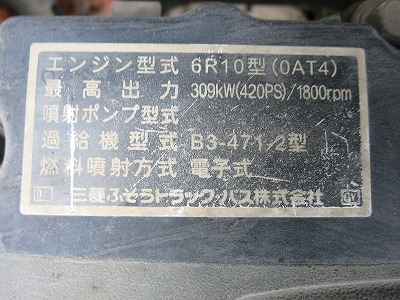 エンジン型式 6R10型(0AT4)
最高出力 309kW(420PS)/1800rpm
噴射ポンプ型式
過給機型式 B3-471,2型
燃料噴射方式 電子式
三菱ふそうトラック・バス株式会社